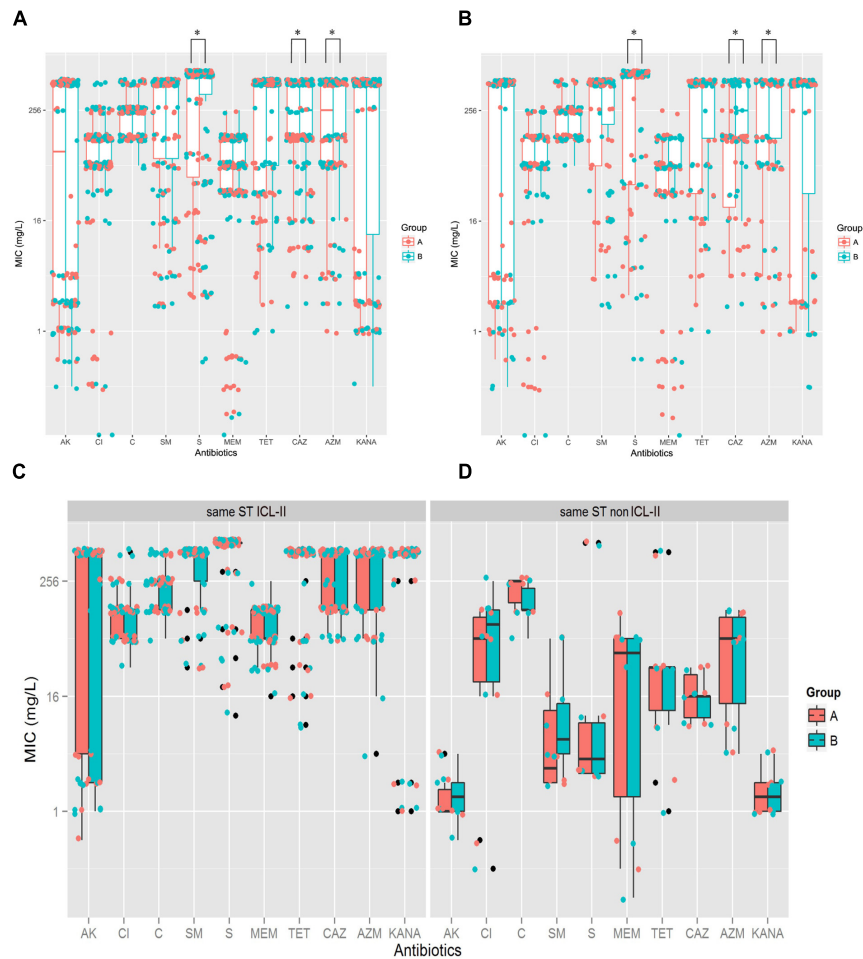 A
B
* * *
* * *
256
16
1
MIC (mg/L)
256
16
1
MIC (mg/L)
Group
A
B
Group
A
B
AK CI C SM S MEM TET CAZ AZM KANA
Antibiotics
AK CI C SM S MEM TET CAZ AZM KANA
Antibiotics
C
D
same ST ICL-II
same ST non ICL-II
256
16
1
MIC (mg/L)
Group
A
B
AK CI C SM S MEM TET CAZ AZM KANA
AK CI C SM S MEM TET CAZ AZM KANA
Antibiotics